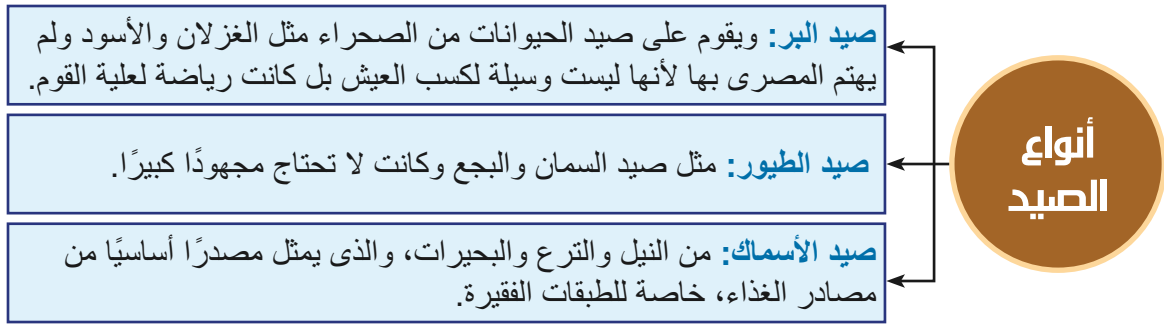 أنواع
الصيد
صيد البر: ويقوم على صيد الحيوانات من الصحراء مثل الغزلان والأسود ولم
يهتم المصرى بها لأنها ليست وسيلة لكسب العيش بل كانت رياضة لعلية القوم.
صيد الطيور: مثل صيد السمان والبجع وكانت لا تحتاج مجهودًا كبيرًا.
صيد الأسماك: من النيل والترع والبحيرات، والذى يمثل مصدرًا أساسيًا من
مصادر الغذاء، خاصة للطبقات الفقيرة.